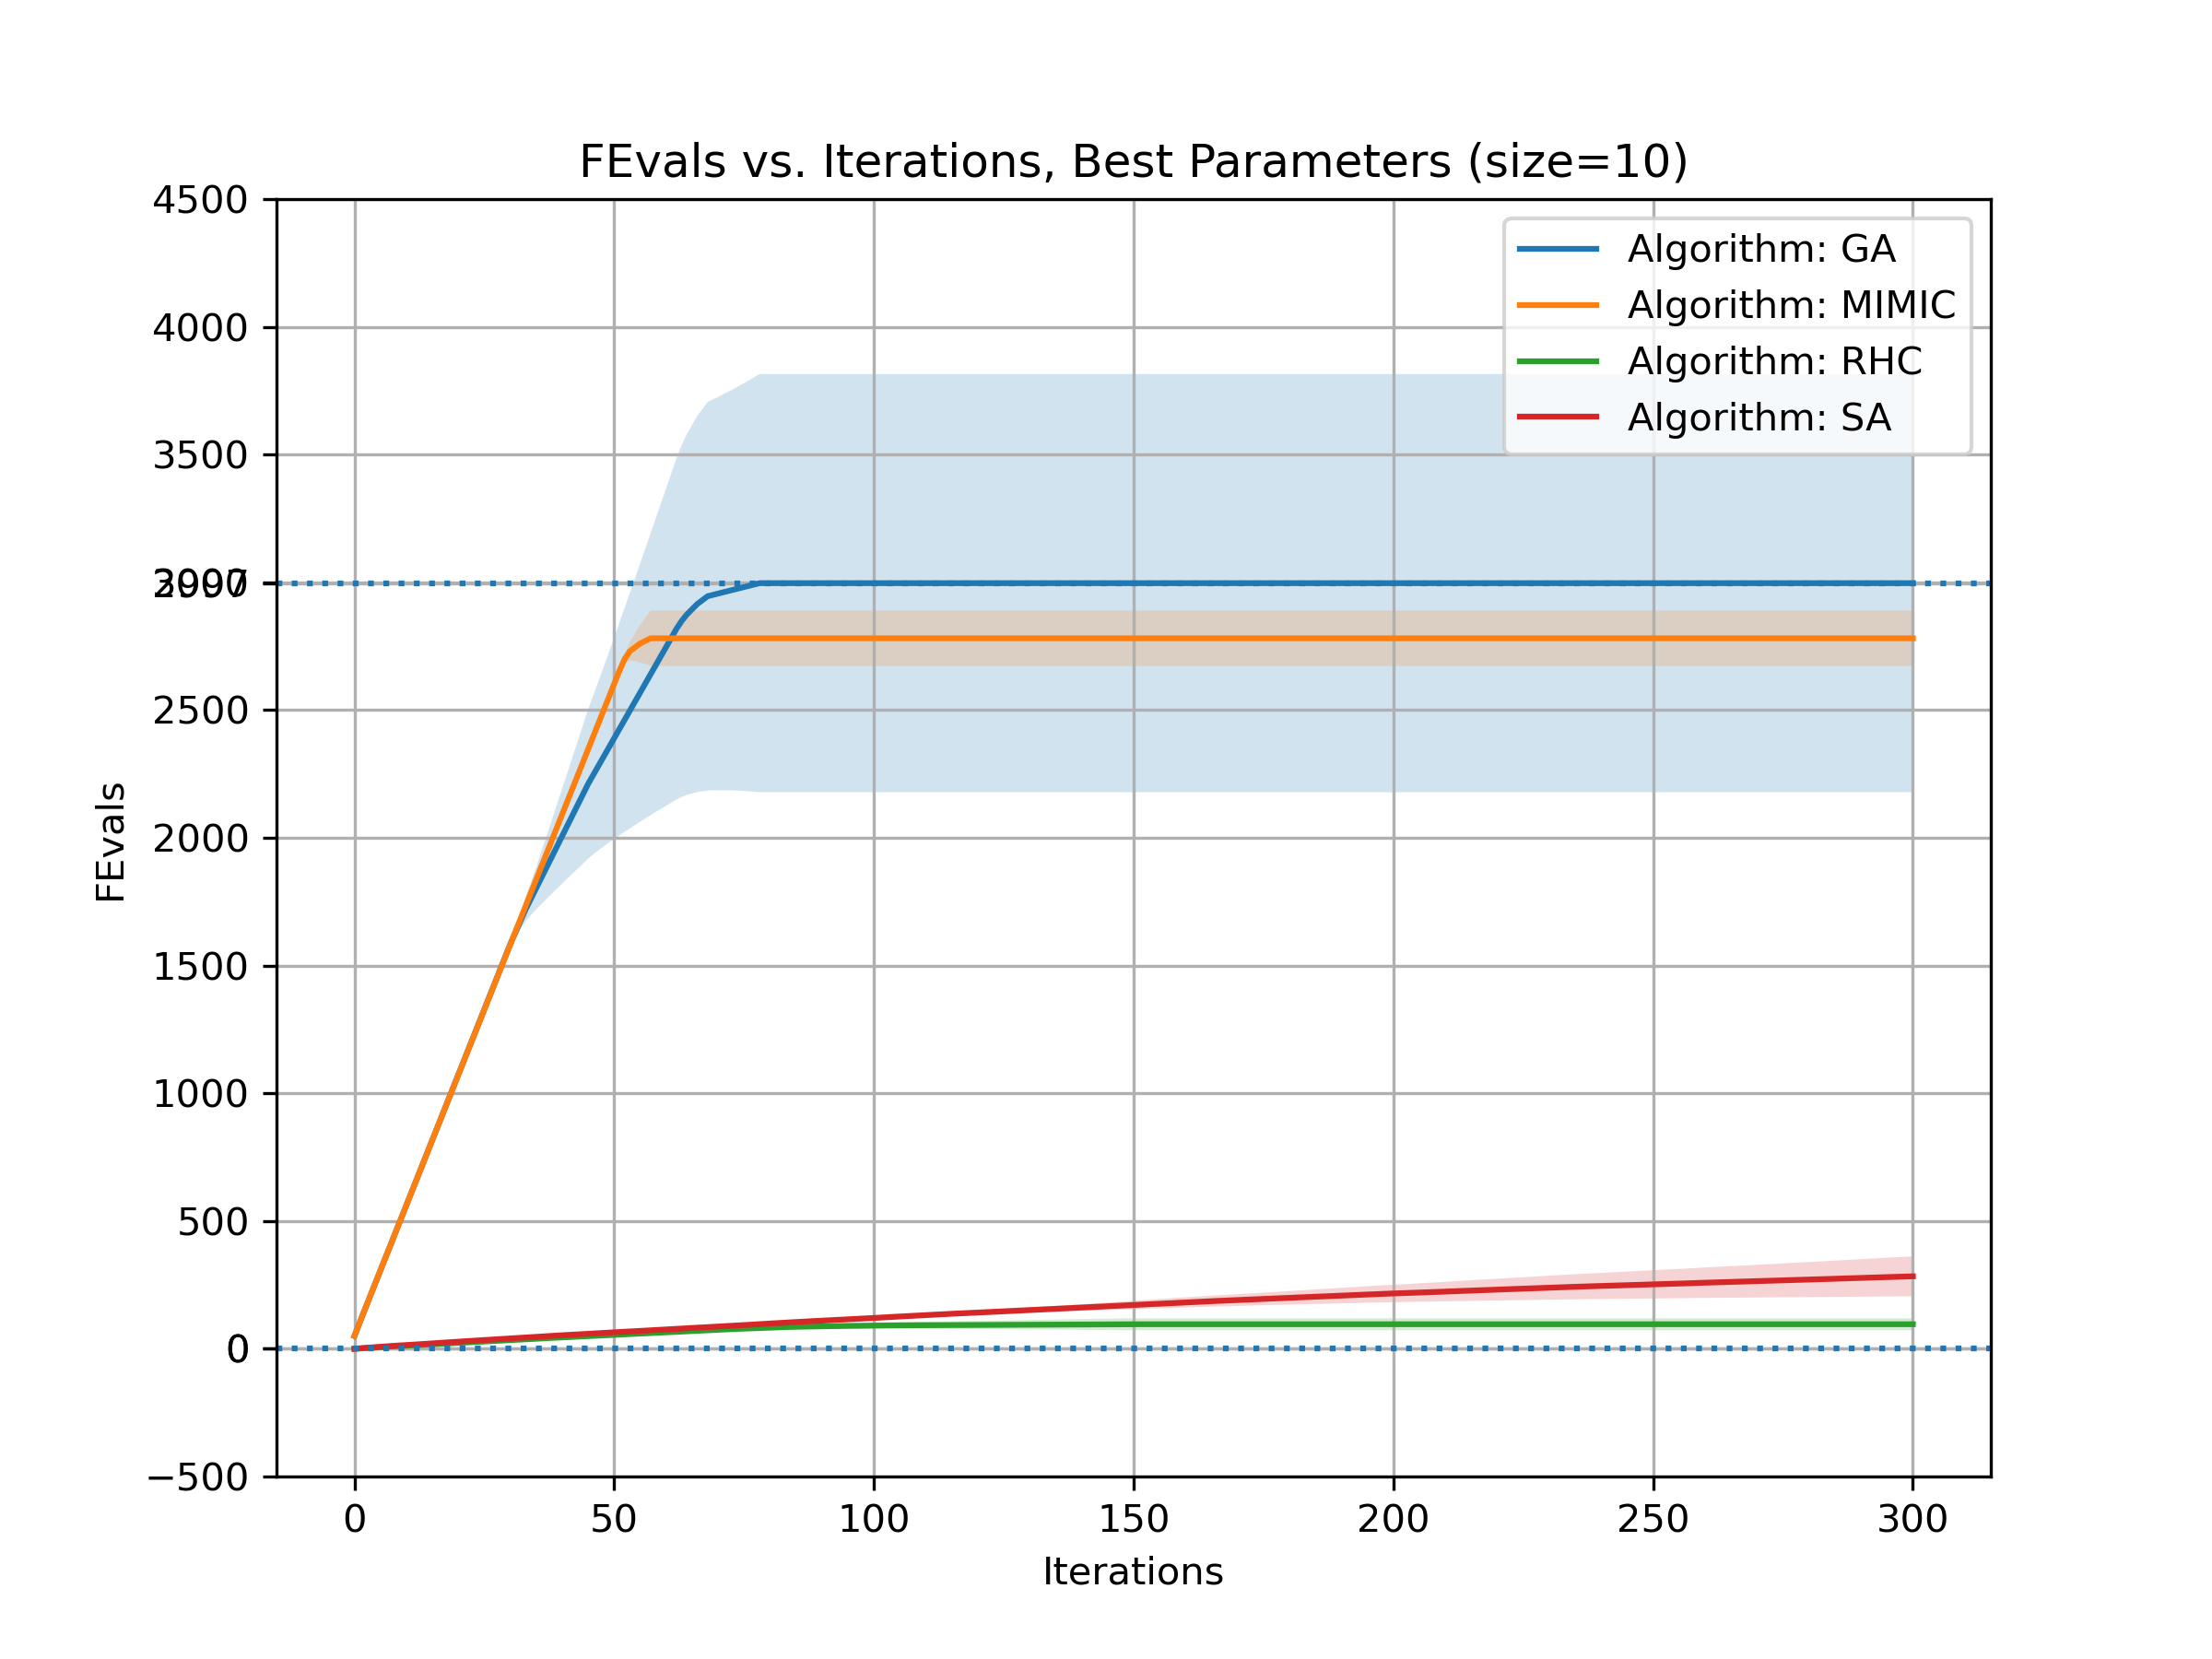 FEvals vs. Iterations, Best Parameters (size=10)
4500
4000
3500
3000
2500
2000
1500
1000
500
0
−500
FEvals
Algorithm: GA
Algorithm: MIMIC
Algorithm: RHC
Algorithm: SA
0 50 100 150 200 250 300
Iterations